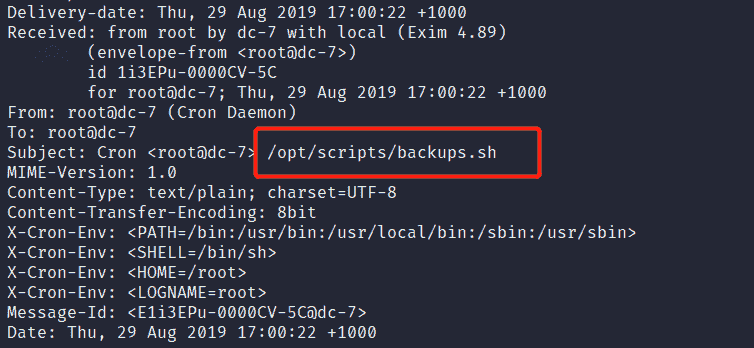 Delivery-date: Thu, 29 Aug 2019 17:00:22 +1000
Received: from root by dc-7 with local (Exim 4.89)
(envelope-from <root@dc-7>)
id 1i3EPu-0000CV-5C
for root@dc-7; Thu, 29 Aug 2019 17:00:22 +1000
From: root@dc-7 (Cron Daemon)
To: root@dc-7
Subject: Cron <root@dc-7> /opt/scripts/backups.sh
MIME-Version: 1.0
Content-Type: text/plain; charset=UTF-8
Content-Transfer-Encoding: 8bit
X-Cron-Env: <PATH=/bin:/usr/bin:/usr/local/bin:/sbin:/usr/sbin>
X-Cron-Env: <SHELL=/bin/sh>
X-Cron-Env: <HOME=/root>
X-Cron-Env: <LOGNAME=root>
Message-Id: <E1i3EPu-0000CV-5C@dc-7>
Date: Thu, 29 Aug 2019 17:00:22 +1000